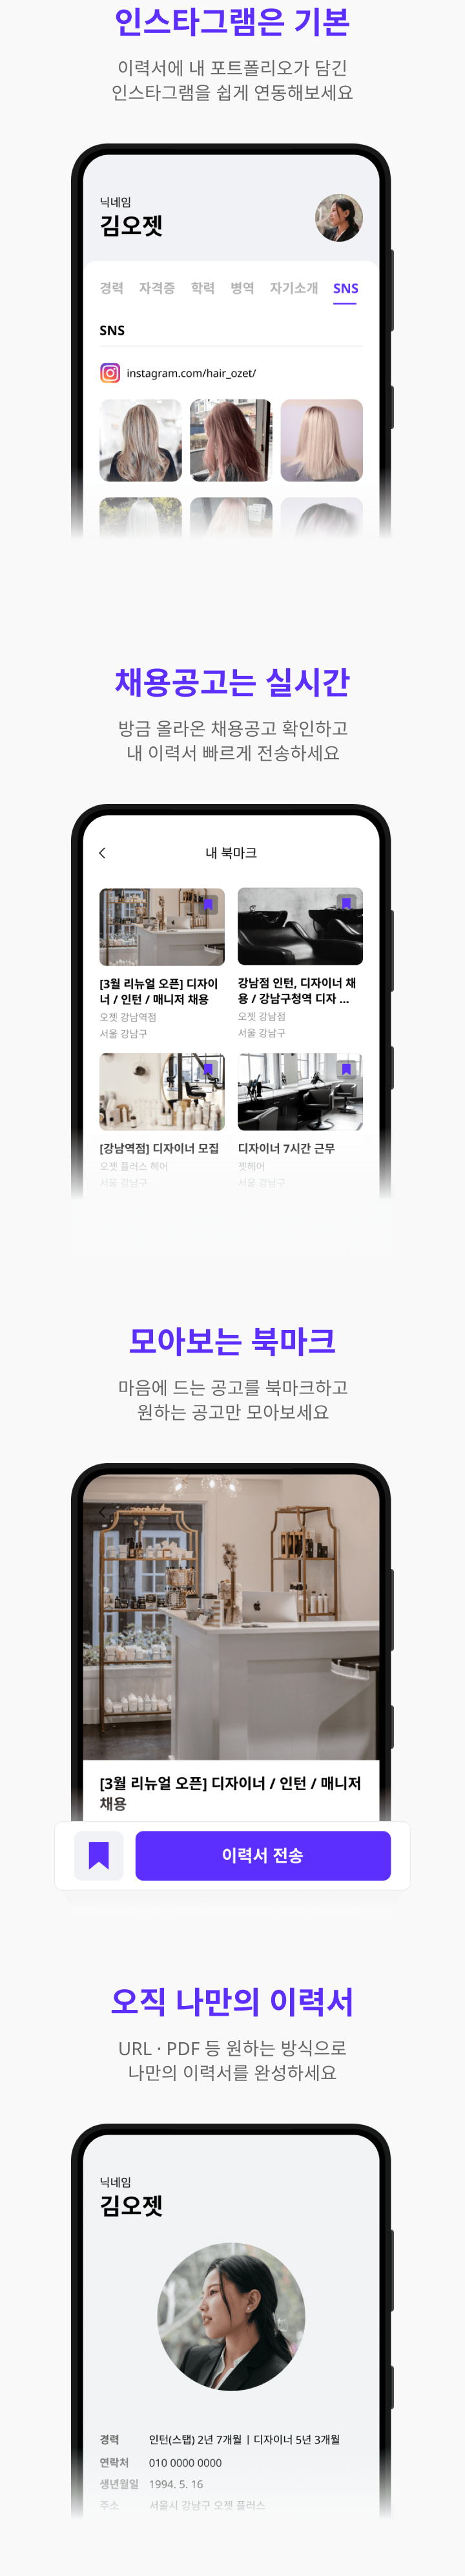 인스타그램은 기본
이력서에 내 포트폴리오가 담긴
인스타그램을 쉽게 연동해보세요
닉네임
김오젯
경력 자격증 학력 병역 자기소개 SNS
SNS
instagram.com/hair_ozet/
채용공고는 실시간
방금 올라온 채용공고 확인하고
내 이력서 빠르게 전송하세요
내 북마크
[3월 리뉴얼 오픈] 디자이
너 / 인턴 / 매니저 채용
오젯 강남역점
서울 강남구
강남점 인턴, 디자이너 채
용 / 강남구청역 디자 ...
오젯 강남점
서울 강남구
[강남역점] 디자이너 모집
오젯 플러스 헤어
서울 강남구
디자이너 7시간 근무
젯헤어
서울 강남구
모아보는 북마크
마음에 드는 공고를 북마크하고
원하는 공고만 모아보세요
[3월 리뉴얼 오픈] 디자이너 / 인턴 / 매니저
채용
이력서 전송
오직 나만의 이력서
URL · PDF 등 원하는 방식으로
나만의 이력서를 완성하세요
닉네임
김오젯
경력 인턴(스탭) 2년 7개월 | 디자이너 5년 3개월
연락처 010 0000 0000
생년월일 1994. 5. 16
주소 서울시 강남구 오젯 플러스